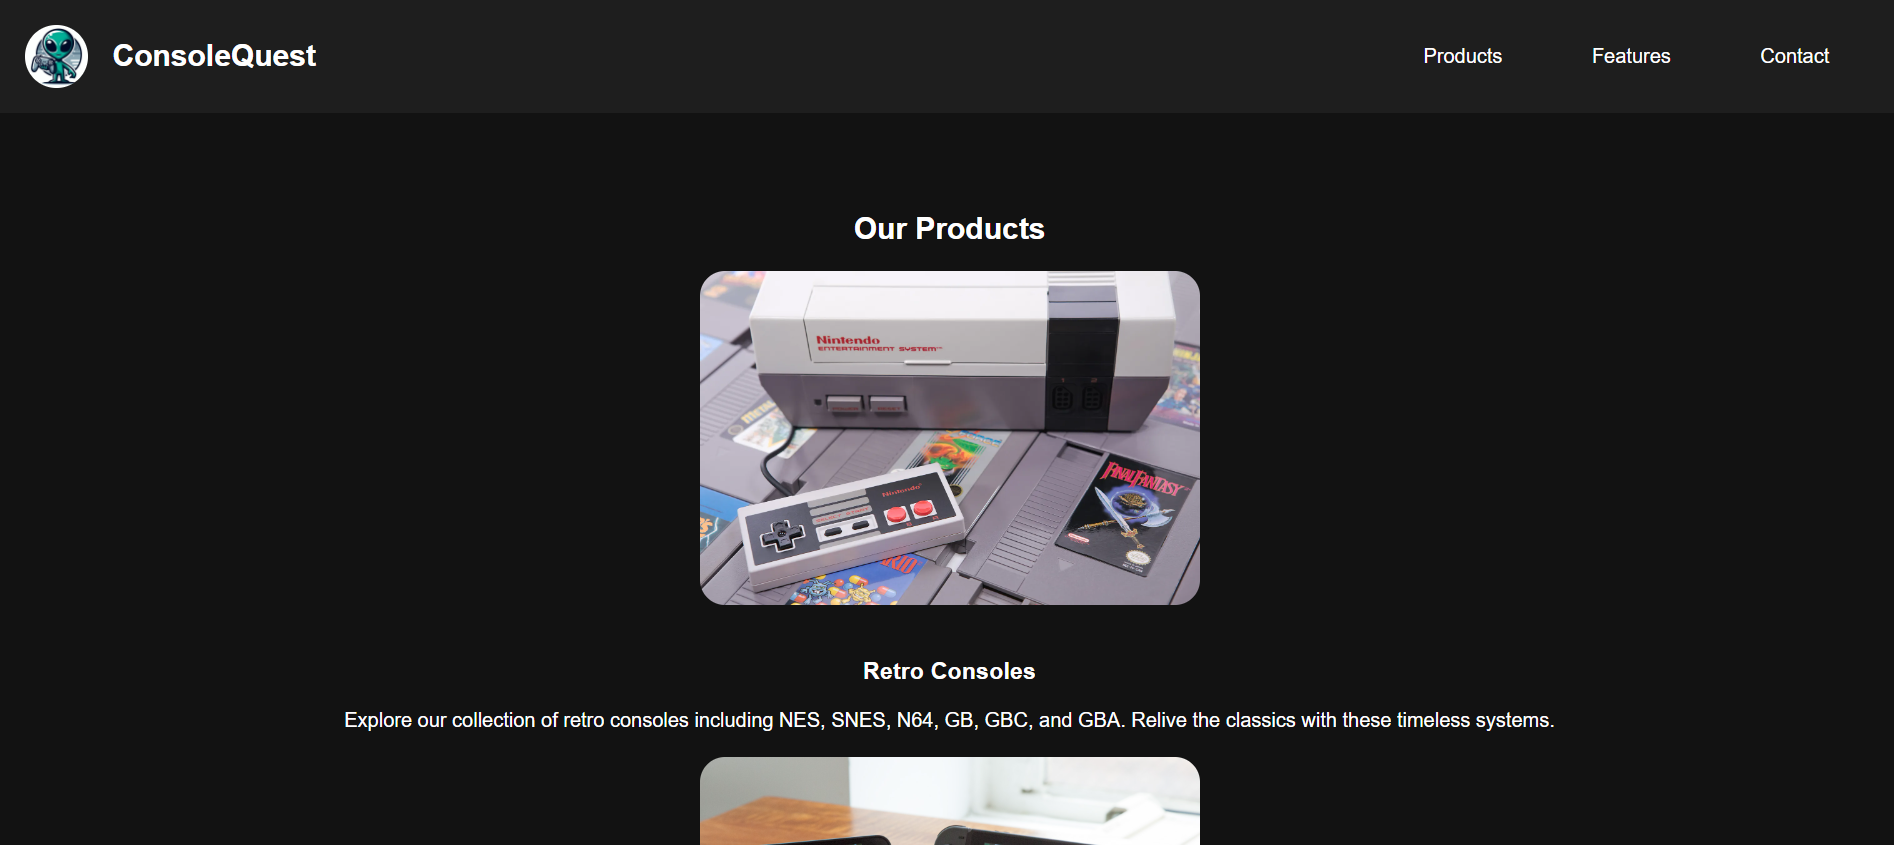 ConsoleQuest
Products
Features
Contact
Our Products
Nintendo
ENTERTAINMENT SYSTEM™
Nintendo
FINAL FANTASY
Retro Consoles
Explore our collection of retro consoles including NES, SNES, N64, GB, GBC, and GBA. Relive the classics with these timeless systems.